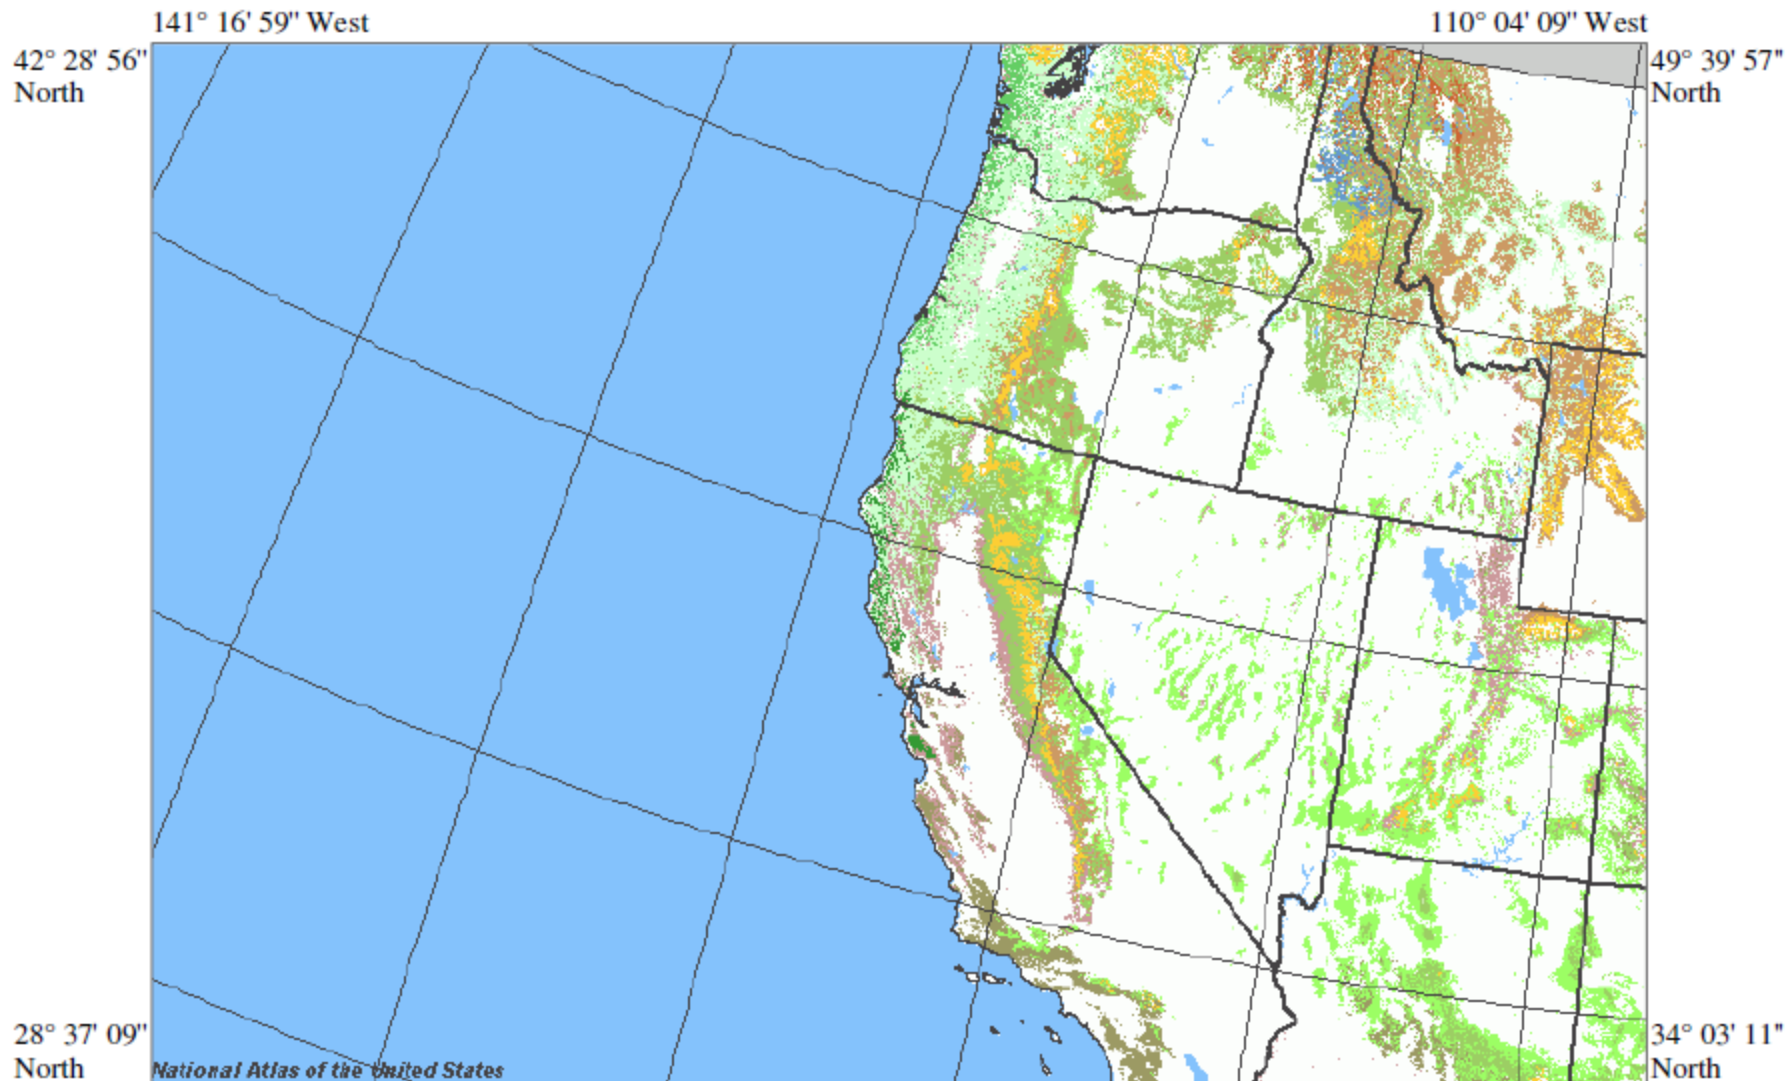 141° 16' 59" West
110° 04' 09" West
42° 28' 56"
North
49° 39' 57"
North
28° 37' 09"
North
34° 03' 11"
North
National Atlas of the United States